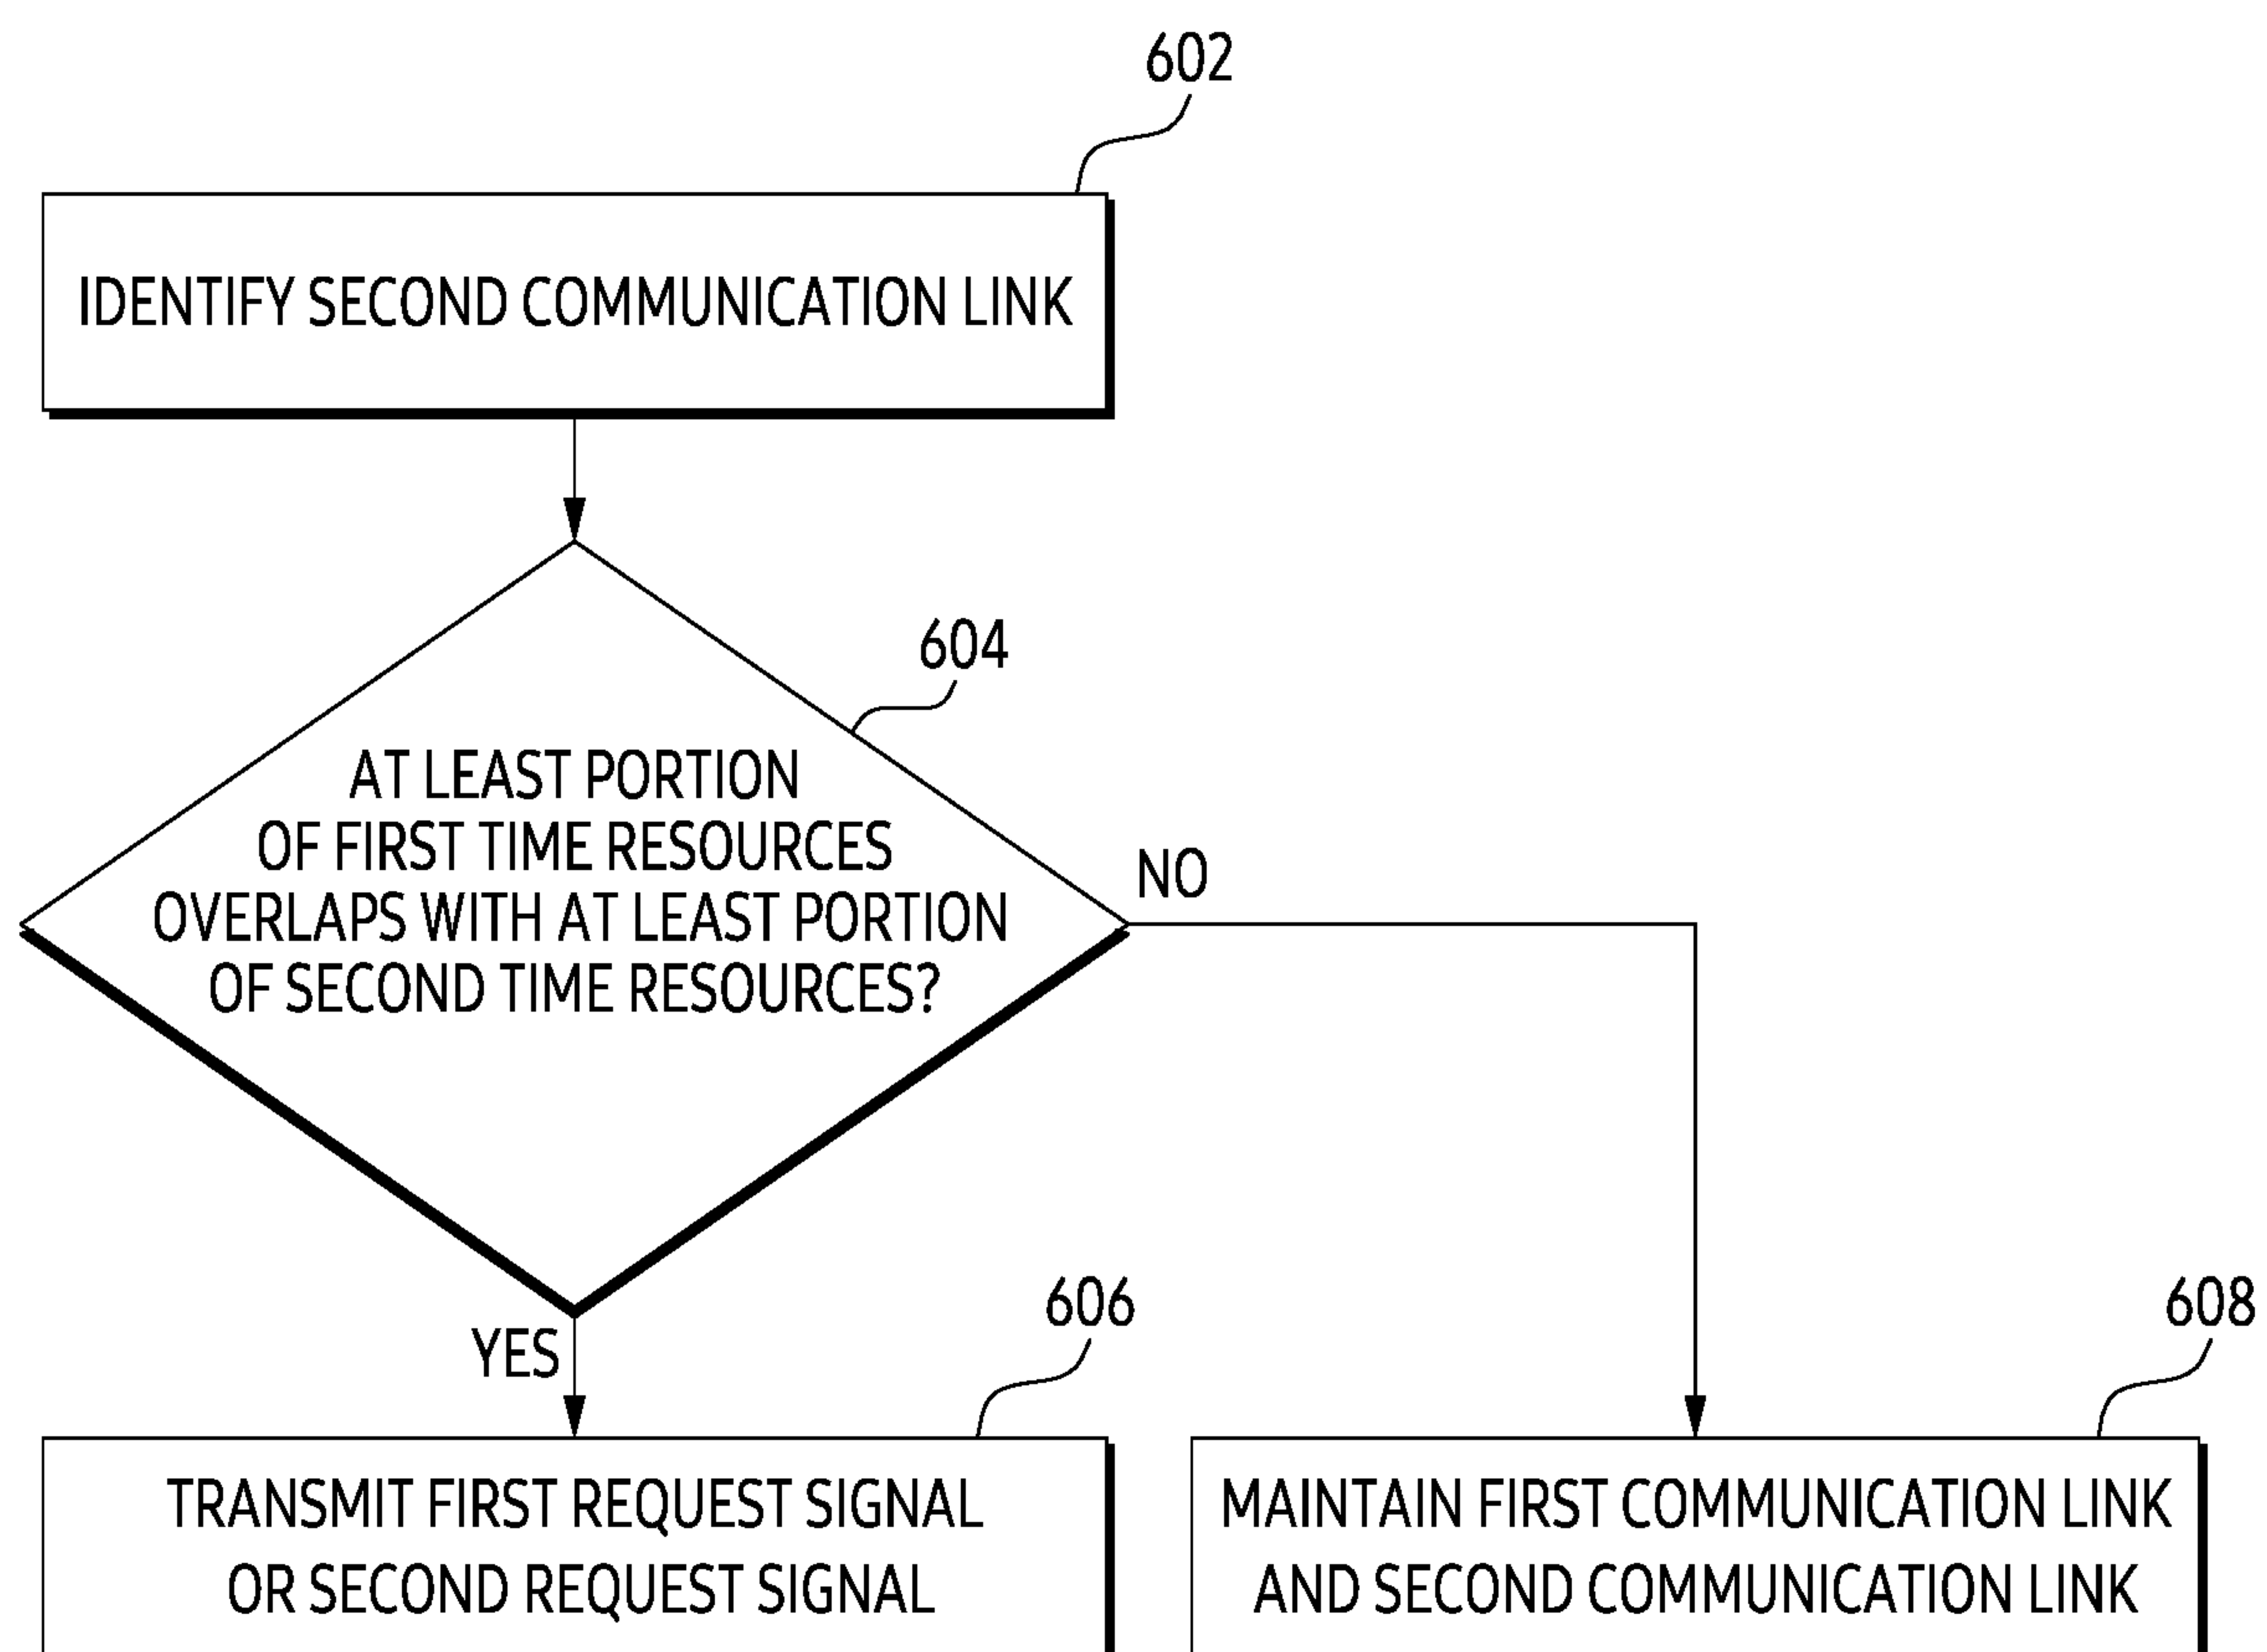 602
IDENTIFY SECOND COMMUNICATION LINK
604
AT LEAST PORTION
OF FIRST TIME RESOURCES
OVERLAPS WITH AT LEAST PORTION
OF SECOND TIME RESOURCES?
NO
YES
606
608
TRANSMIT FIRST REQUEST SIGNAL
OR SECOND REQUEST SIGNAL
MAINTAIN FIRST COMMUNICATION LINK
AND SECOND COMMUNICATION LINK